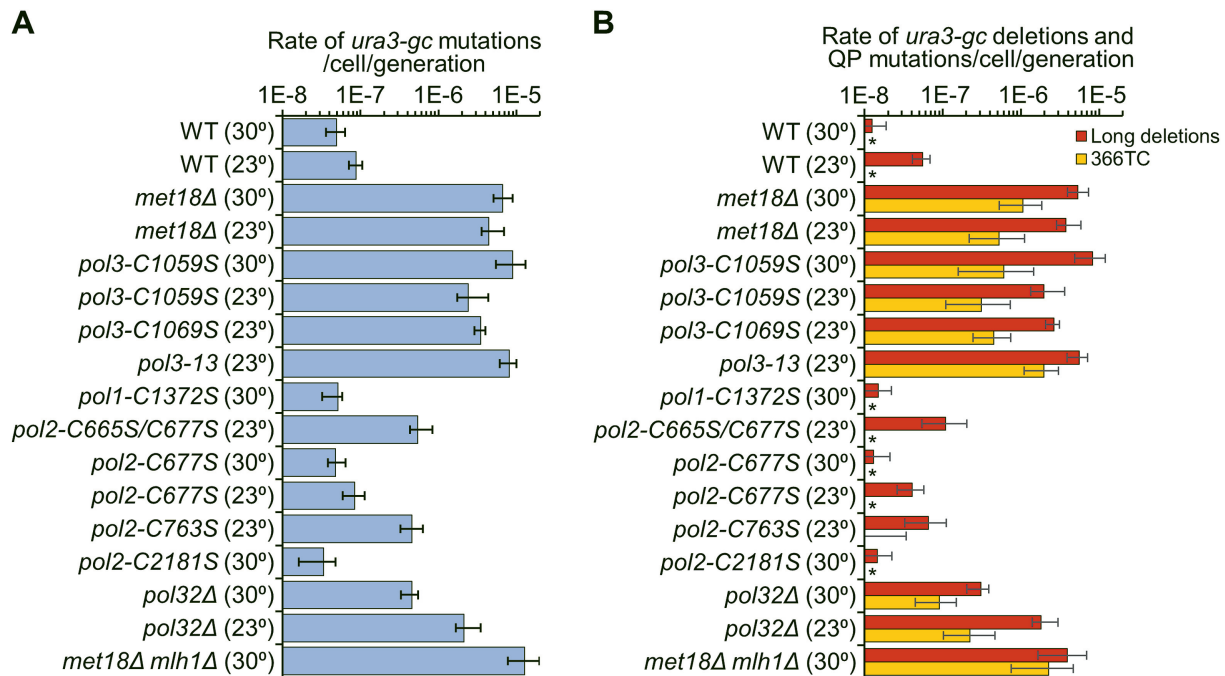 A
Rate of ura3-gc mutations
/cell/generation
1E-8 1E-7 1E-6 1E-5
WT (30º)
WT (23º)
met18Δ (30º)
met18Δ (23º)
pol3-C1059S (30º)
pol3-C1059S (23º)
pol3-C1069S (23º)
pol3-13 (23º)
pol1-C1372S (30º)
pol2-C665S/C677S (23º)
pol2-C677S (30º)
pol2-C677S (23º)
pol2-C763S (23º)
pol2-C2181S (30º)
pol32Δ (30º)
pol32Δ (23º)
met18Δ mlh1Δ (30º)
B
Rate of ura3-gc deletions and
QP mutations/cell/generation
1E-8 1E-7 1E-6 1E-5
Long deletions
366TC
WT (30º)
*
WT (23º)
*
met18Δ (30º)
met18Δ (23º)
pol3-C1059S (30º)
pol3-C1059S (23º)
pol3-C1069S (23º)
pol3-13 (23º)
pol1-C1372S (30º)
*
pol2-C665S/C677S (23º)
*
pol2-C677S (30º)
*
pol2-C677S (23º)
*
pol2-C763S (23º)
pol2-C2181S (30º)
*
pol32Δ (30º)
pol32Δ (23º)
met18Δ mlh1Δ (30º)